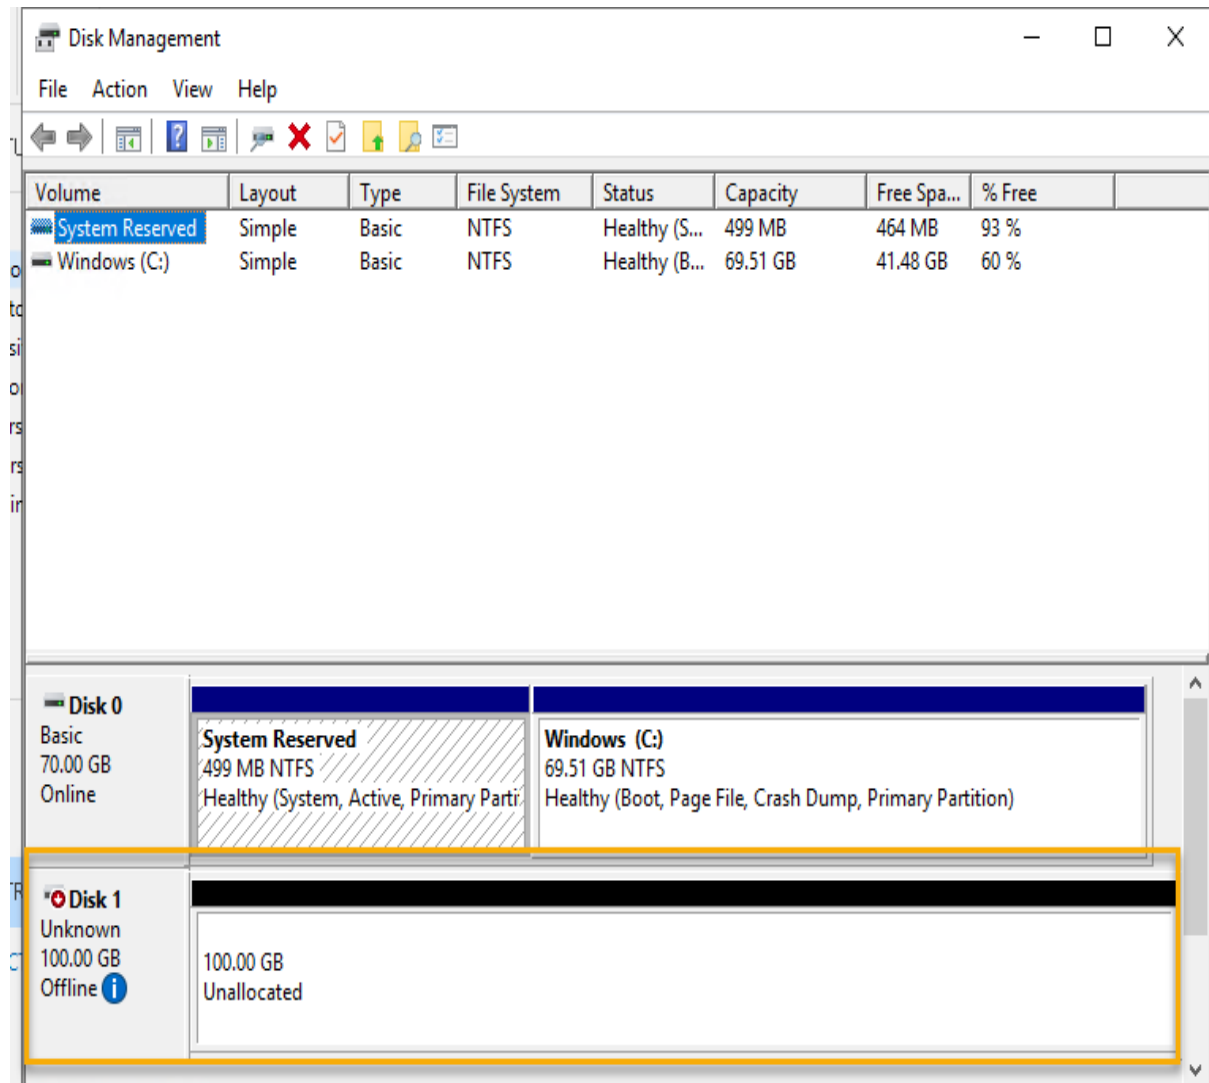 Disk Management
File Action View Help
Volume Layout Type File System Status Capacity Free Spa... % Free
System Reserved Simple Basic NTFS Healthy (S... 499 MB 464 MB 93 %
Windows (C:) Simple Basic NTFS Healthy (B... 69.51 GB 41.48 GB 60 %
Disk 0
Basic
70.00 GB
Online
System Reserved
499 MB NTFS
Healthy (System, Active, Primary Parti
Windows (C:)
69.51 GB NTFS
Healthy (Boot, Page File, Crash Dump, Primary Partition)
Disk 1
Unknown
100.00 GB
Offline
100.00 GB
Unallocated